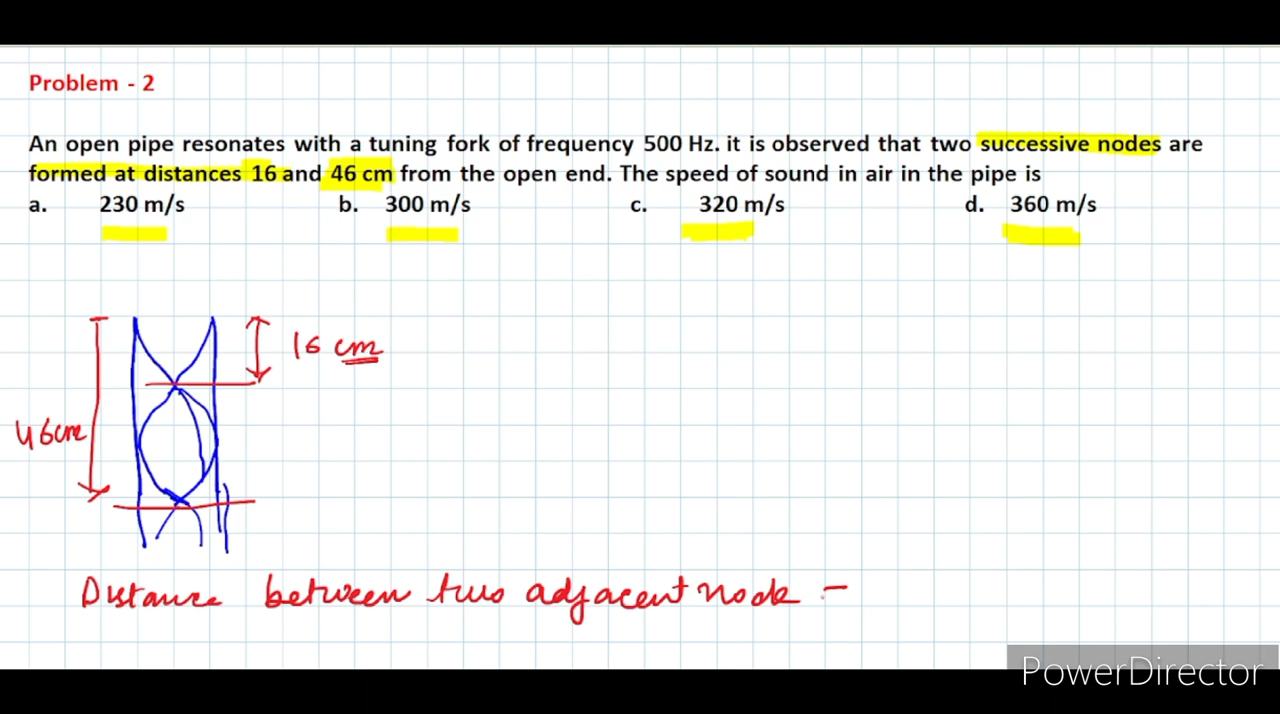 Problem - 2
An open pipe resonates with a tuning fork of frequency 500 Hz. it is observed that two successive nodes are
formed at distances 16 and 46 cm from the open end. The speed of sound in air in the pipe is
a. 230 m/s b. 300 m/s c. 320 m/s d. 360 m/s
16 cm
46cm
Distance between two adjacent node =
PowerDirector